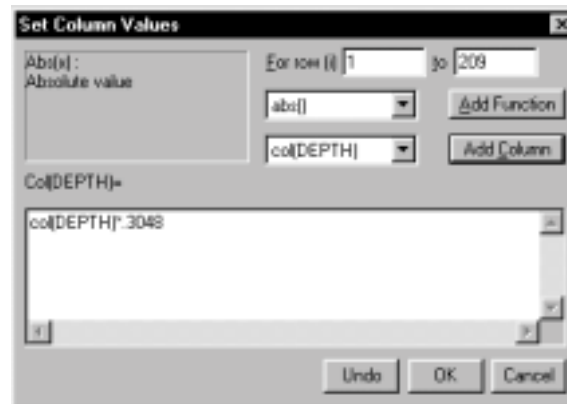 Set Column Values
Abs(x) :
Absolute value
For row (i) 1 to 209
abs() Add Function
col(DEPTH) Add Column
Col(DEPTH)=
col(DEPTH)*.3048
Undo OK Cancel